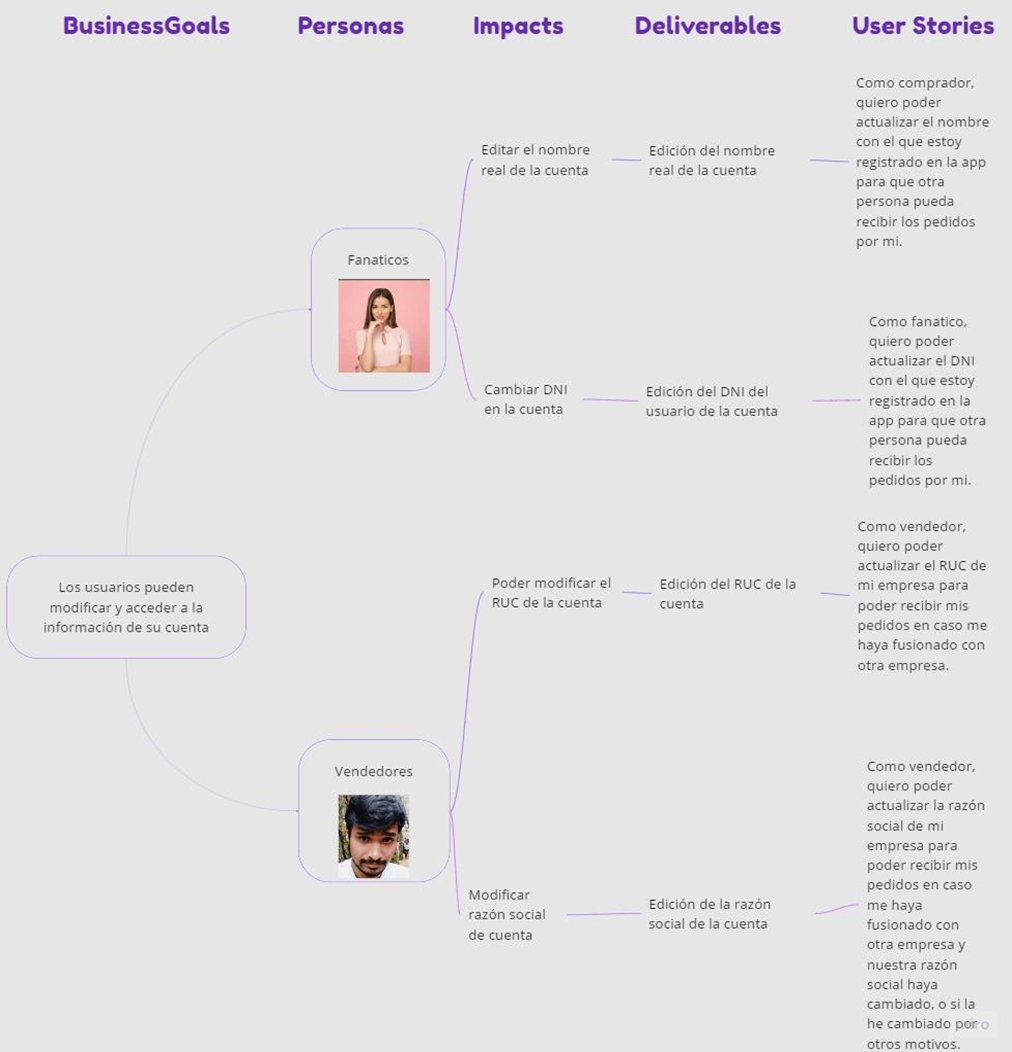 BusinessGoals
Personas
Impacts
Deliverables
User Stories
Fanaticos
Editar el nombre
real de la cuenta
Edición del nombre
real de la cuenta
Como comprador,
quiero poder
actualizar el nombre
con el que estoy
registrado en la app
para que otra
persona pueda
recibir los pedidos
por mi.
Cambiar DNI
en la cuenta
Edición del DNI del
usuario de la cuenta
Como fanatico,
quiero poder
actualizar el DNI
con el que estoy
registrado en la
app para que otra
persona pueda
recibir los
pedidos por mi.
Los usuarios pueden
modificar y acceder a la
información de su cuenta
Vendedores
Poder modificar el
RUC de la cuenta
Edición del RUC de la
cuenta
Como vendedor,
quiero poder
actualizar el RUC de
mi empresa para
poder recibir mis
pedidos en caso me
haya fusionado con
otra empresa.
Modificar
razón social
de cuenta
Edición de la razón
social de la cuenta
Como vendedor,
quiero poder
actualizar la razón
social de mi
empresa para
poder recibir mis
pedidos en caso
me haya
fusionado con
otra empresa y
nuestra razón
social haya
cambiado, o si la
he cambiado por
otros motivos.
miro